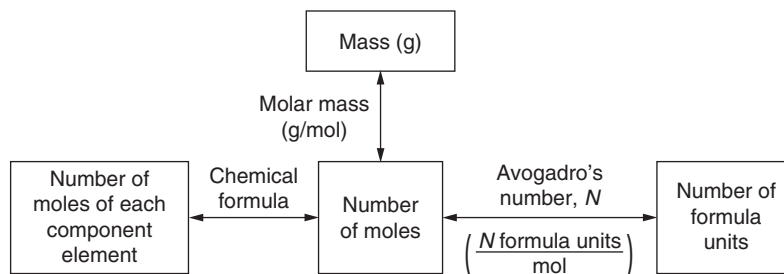 Mass (g)
Molar mass
(g/mol)
Number of
moles of each
component
element
Chemical
formula
Number
of moles
Avogadro's
number, N
(N formula units/
mol)
Number of
formula
units